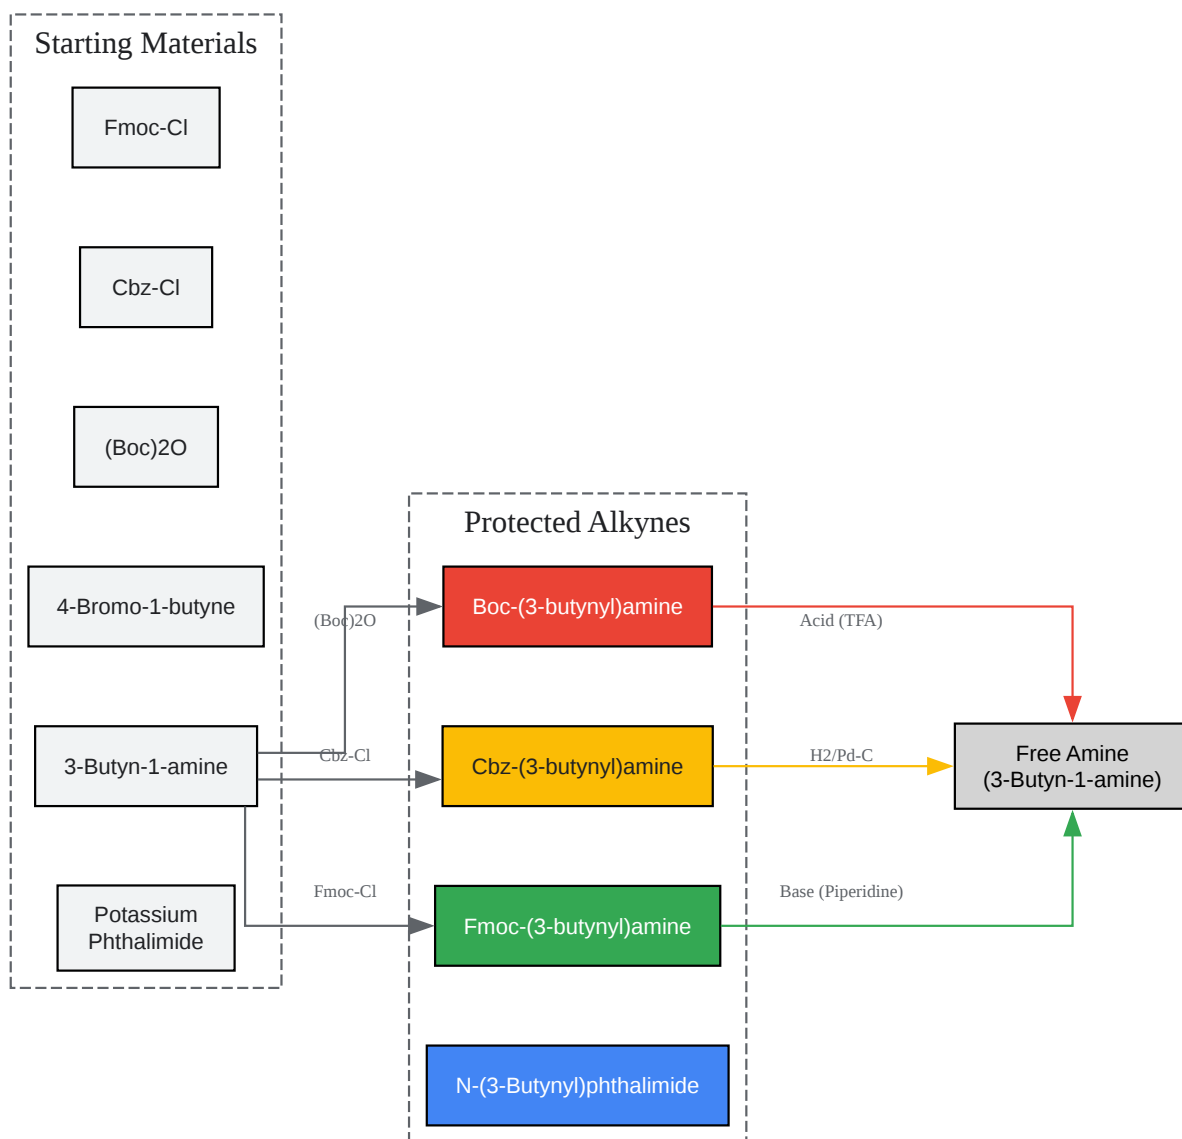 Starting Materials
Fmoc-Cl
Cbz-Cl
(Boc)2O
4-Bromo-1-butyne
3-Butyn-1-amine
Potassium
Phthalimide
(Boc)2O
Cbz-Cl
Fmoc-Cl
Protected Alkynes
Boc-(3-butynyl)amine
Cbz-(3-butynyl)amine
Fmoc-(3-butynyl)amine
N-(3-Butynyl)phthalimide
Acid (TFA)
H2/Pd-C
Base (Piperidine)
Free Amine
(3-Butyn-1-amine)